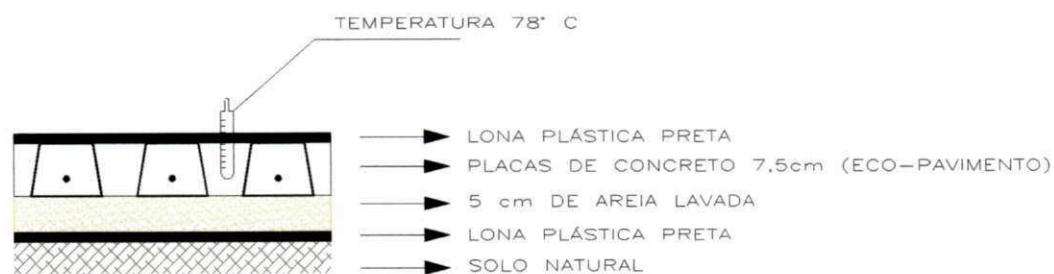 TEMPERATURA 78° C
LONA PLÁSTICA PRETA
PLACAS DE CONCRETO 7,5cm (ECO-PAVIMENTO)
5 cm DE AREIA LAVADA
LONA PLÁSTICA PRETA
SOLO NATURAL